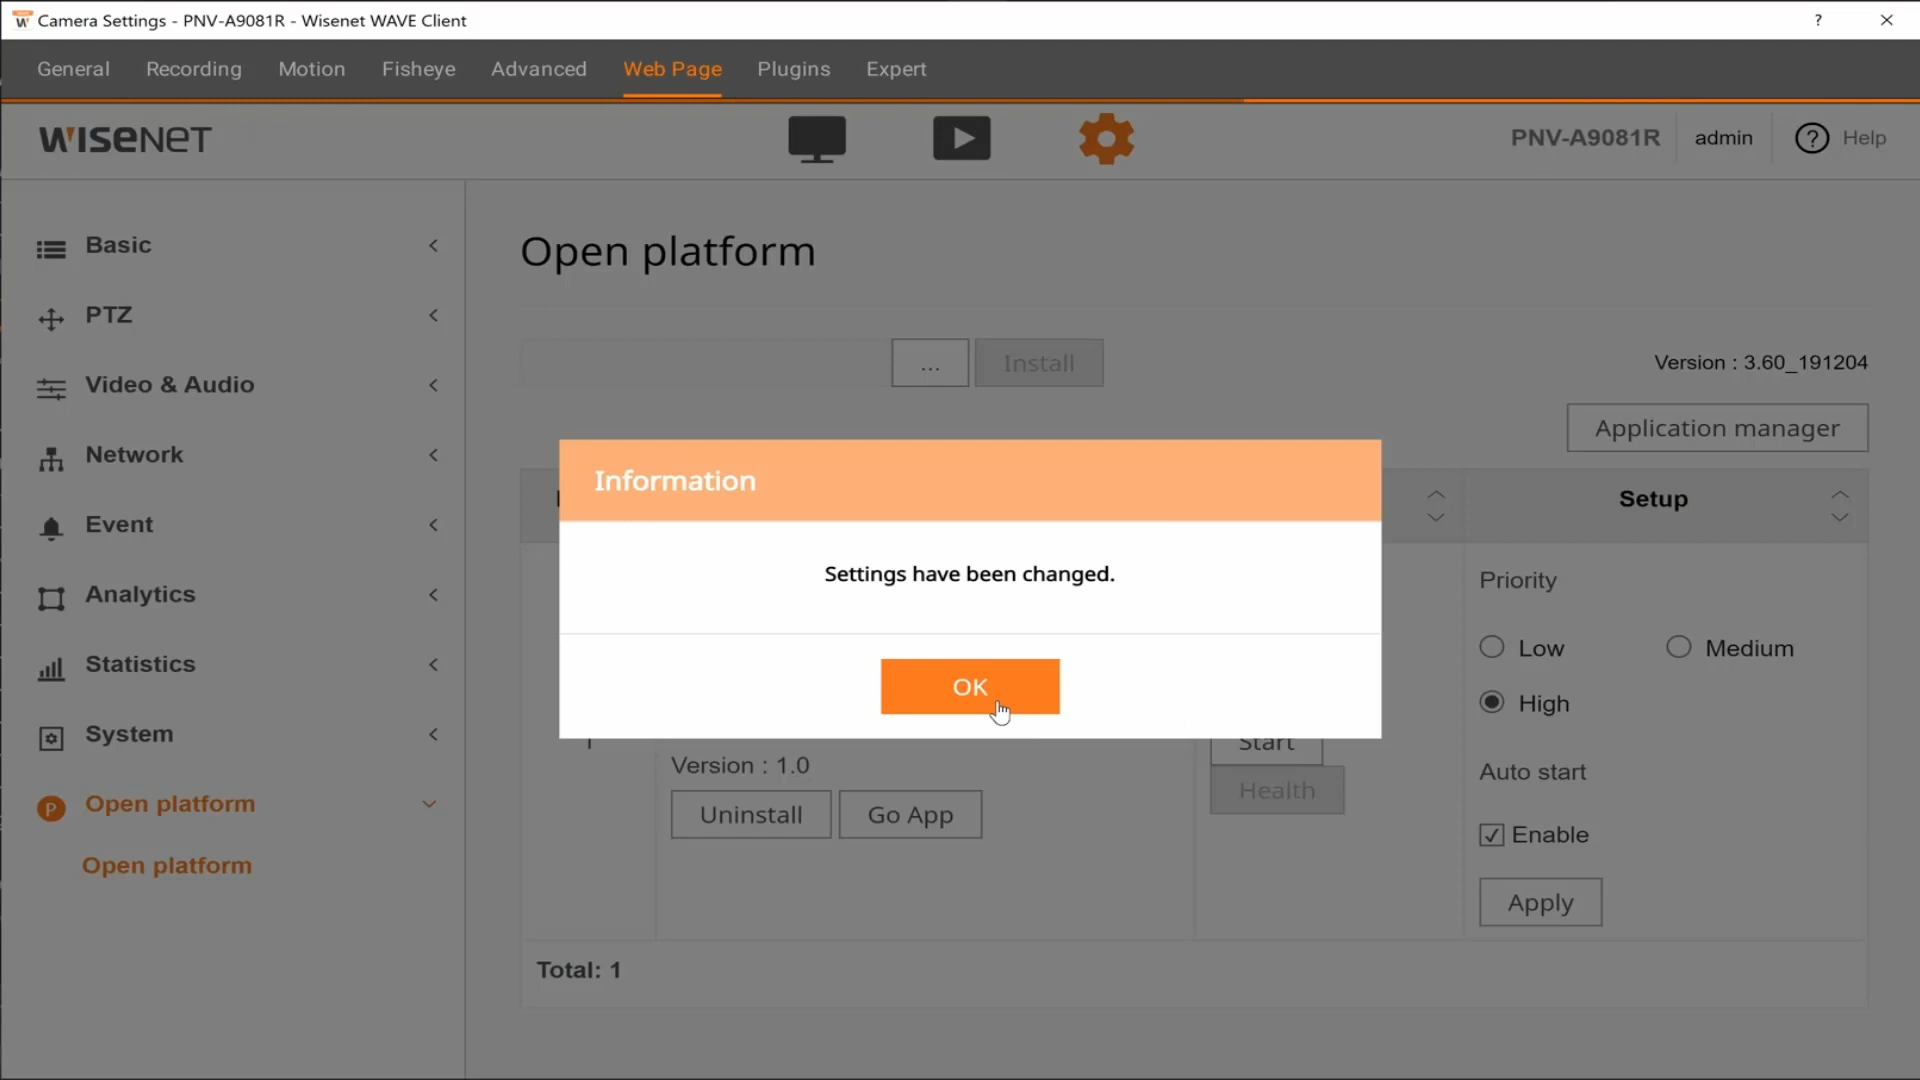 Camera Settings - PNV-A9081R - Wisenet WAVE Client
?
General Recording Motion Fisheye Advanced Web Page Plugins Expert
WISENET
PNV-A9081R admin ? Help
Basic
PTZ
Video & Audio
Network
Event
Analytics
Statistics
System
P Open platform
Open platform
Open platform
... Install
Version : 3.60_191204
Application manager
Setup
Information
Settings have been changed.
OK
Version : 1.0
Uninstall Go App
Start
Health
Priority
Low Medium
High
Auto start
Enable
Apply
Total: 1